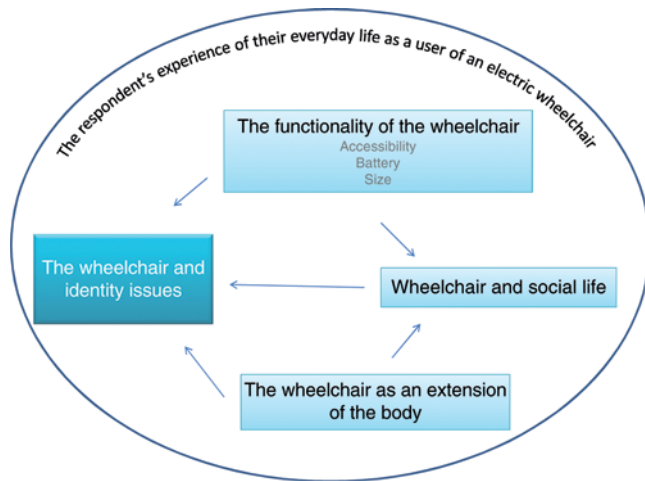 The respondent's experience of their everyday life as a user of an electric wheelchair
The functionality of the wheelchair
Accessibility
Battery
Size
The wheelchair and
identity issues
Wheelchair and social life
The wheelchair as an extension
of the body